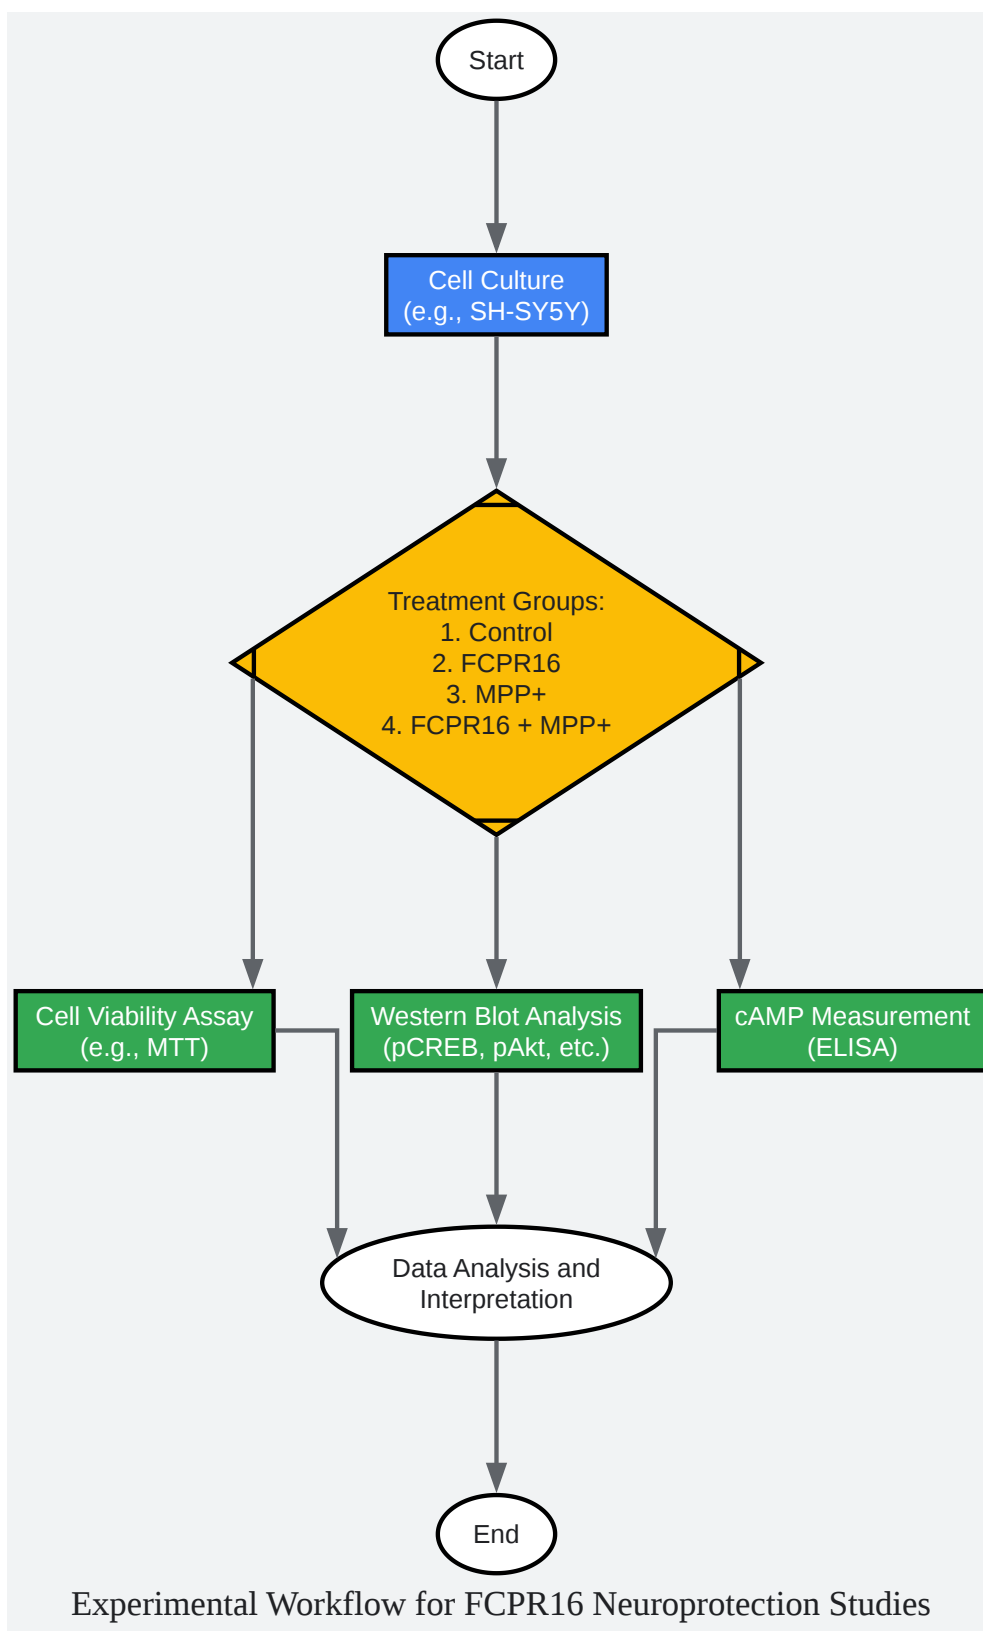 Start
Cell Culture
(e.g., SH-SY5Y)
Treatment Groups:
1. Control
2. FCPR16
3. MPP+
4. FCPR16 + MPP+
Cell Viability Assay
(e.g., MTT)
Western Blot Analysis
(pCREB, pAkt, etc.)
cAMP Measurement
(ELISA)
Data Analysis and
Interpretation
End
Experimental Workflow for FCPR16 Neuroprotection Studies